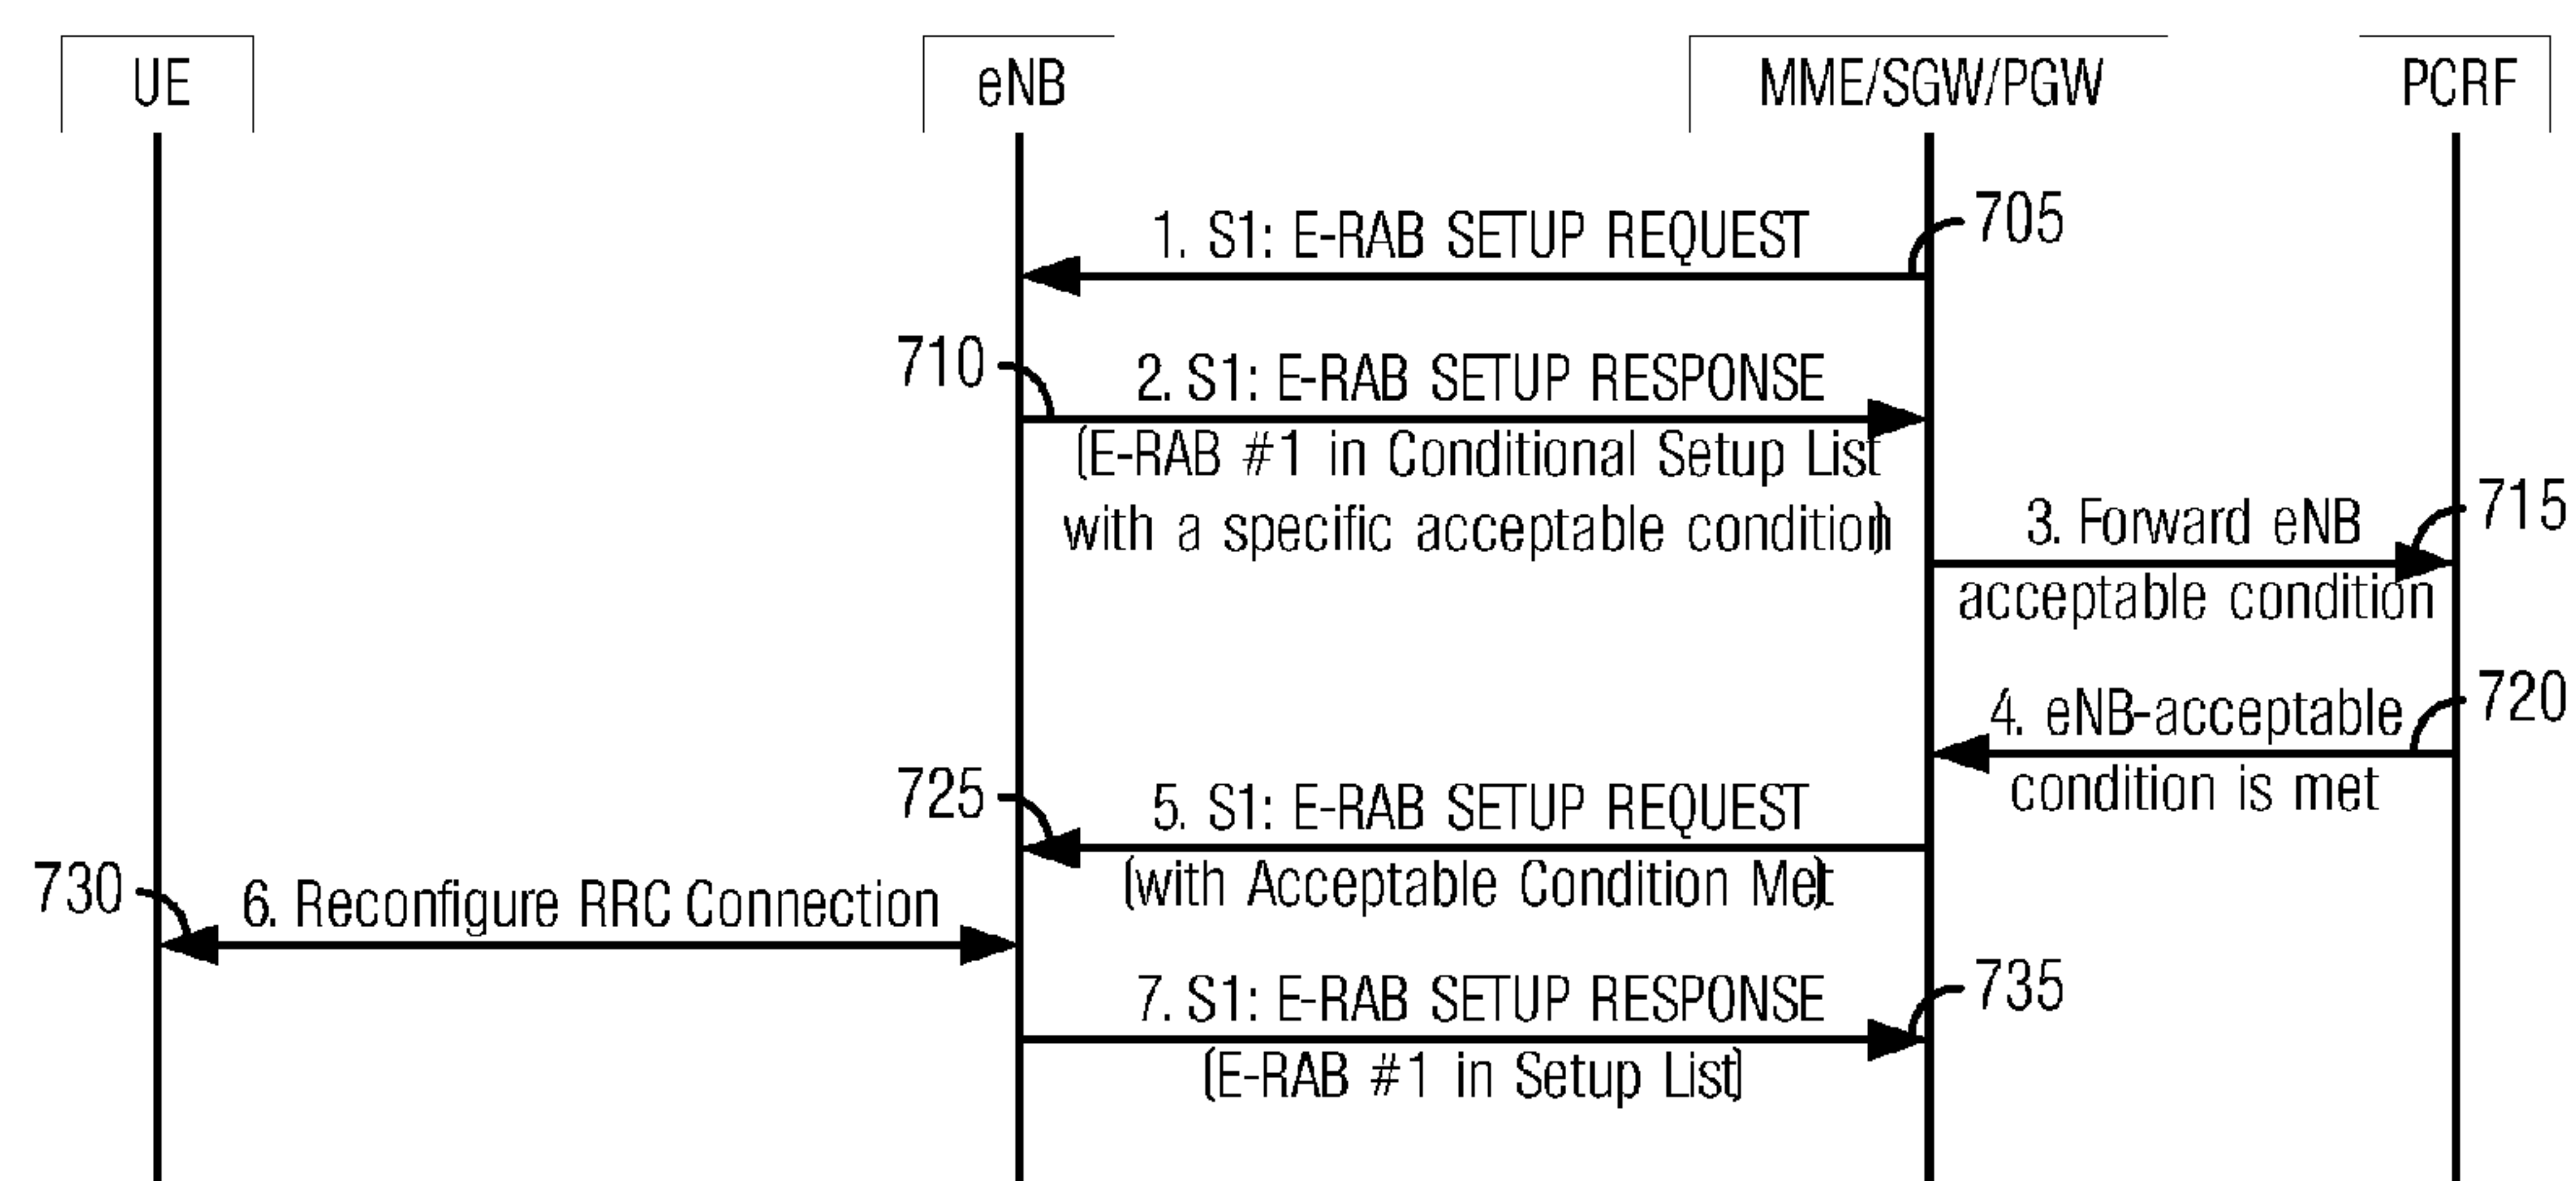 UE
eNB
MME/SGW/PGW
PCRF
705
1. S1: E-RAB SETUP REQUEST
710
2. S1: E-RAB SETUP RESPONSE
(E-RAB #1 in Conditional Setup List
with a specific acceptable condition)
715
3. Forward eNB
acceptable condition
720
4. eNB-acceptable
condition is met
725
5. S1: E-RAB SETUP REQUEST
(with Acceptable Condition Met)
730
6. Reconfigure RRC Connection
735
7. S1: E-RAB SETUP RESPONSE
(E-RAB #1 in Setup List)